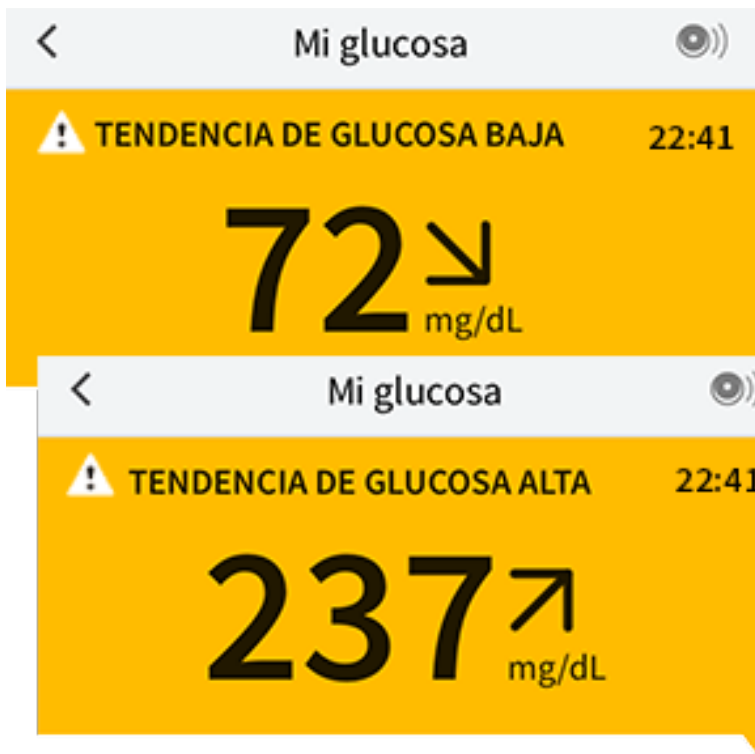 Mi glucosa
TENDENCIA DE GLUCOSA BAJA 22:41
72
mg/dL
Mi glucosa
TENDENCIA DE GLUCOSA ALTA 22:41
237
mg/dL